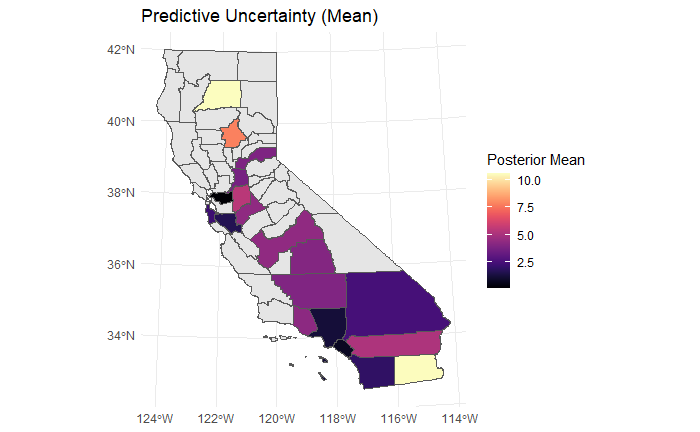 Predictive Uncertainty (Mean)
42°N
40°N
38°N
36°N
34°N
124°W
122°W
120°W
118°W
116°W
114°W
Posterior Mean
10.0
7.5
5.0
2.5